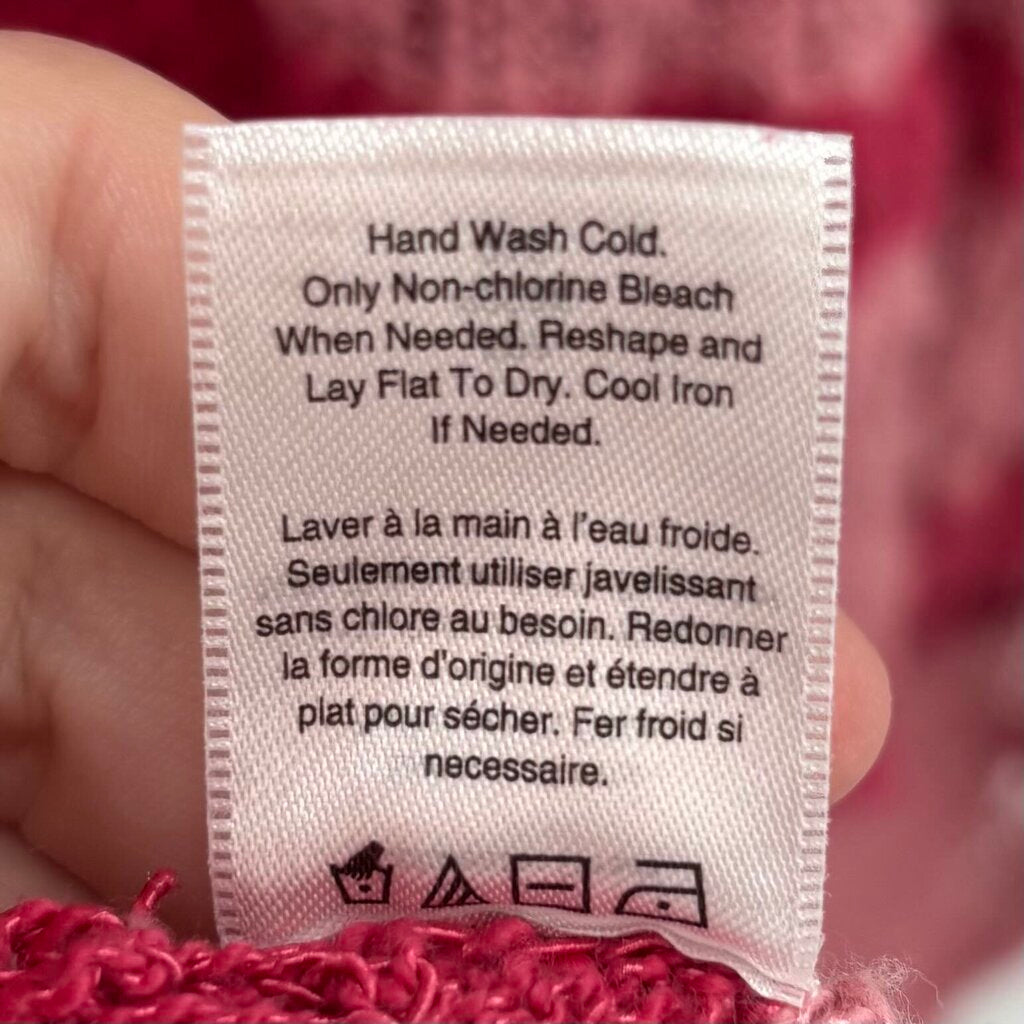 Hand Wash Cold.
Only Non-chlorine Bleach
When Needed. Reshape and
Lay Flat To Dry. Cool Iron
If Needed.
Laver à la main à l'eau froide.
Seulement utiliser javelissant
sans chlore au besoin. Redonner
la forme d'origine et étendre à
plat pour sécher. Fer froid si
necessaire.